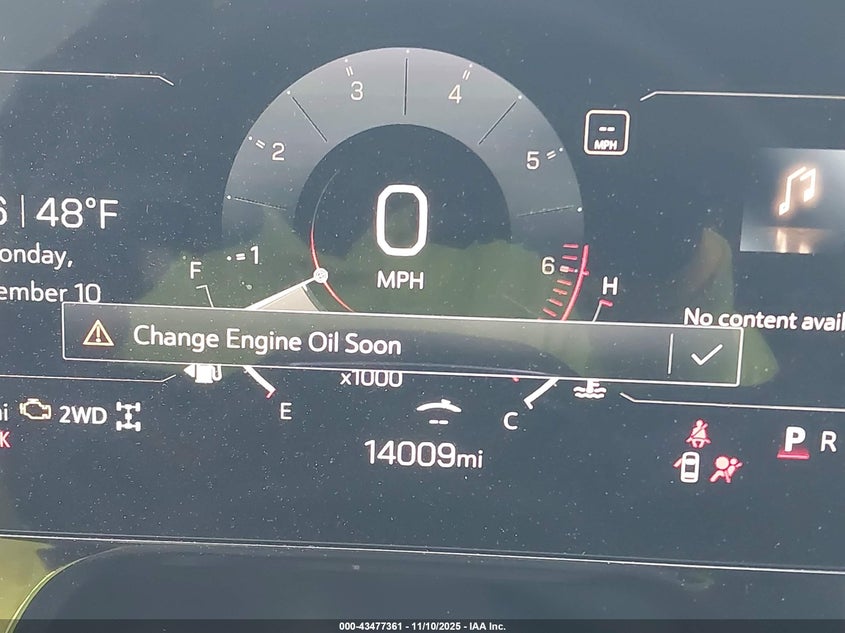 3
4
2
5
--
MPH
6 | 48°F
0
onday,
1
F
6
H
MPH
ember 10
No content avail
Change Engine Oil Soon
x1000
i
2WD
E
--
C
K
14009mi
P R
000-43477361 - 11/10/2025 - IAA Inc.